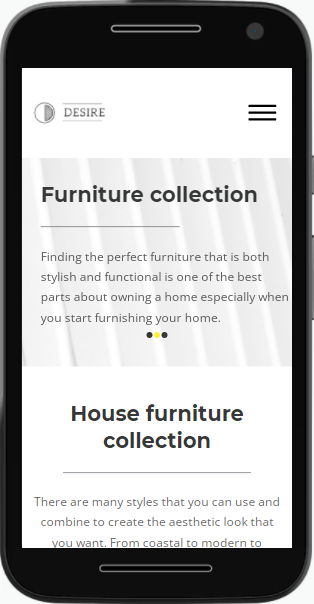 DESIRE
Furniture collection
Finding the perfect furniture that is both
stylish and functional is one of the best
parts about owning a home especially when
you start furnishing your home.
House furniture
collection
There are many styles that you can use and
combine to create the aesthetic look that
you want. From coastal to modern to